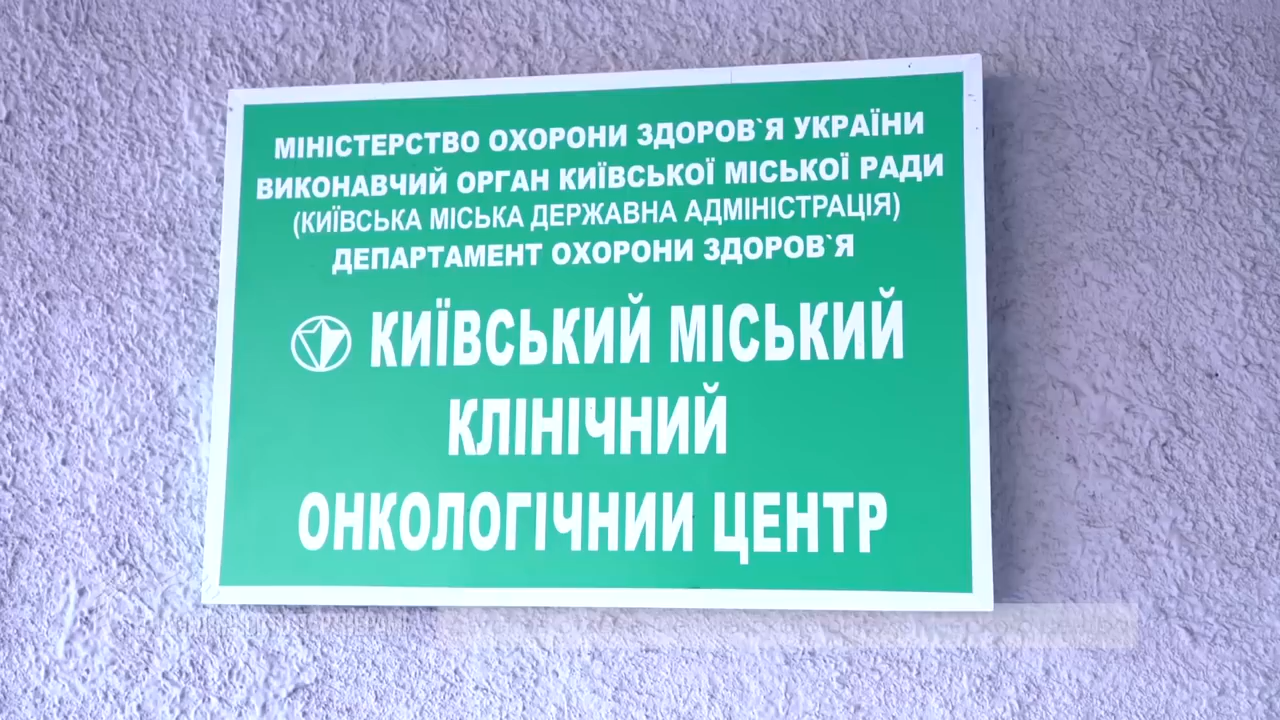 МІНІСТЕРСТВО ОХОРОНИ ЗДОРОВ`Я УКРАЇНИ
ВИКОНАВЧИЙ ОРГАН КИЇВСЬКОЇ МІСЬКОЇ РАДИ
(КИЇВСЬКА МІСЬКА ДЕРЖАВНА АДМІНІСТРАЦІЯ)
ДЕПАРТАМЕНТ ОХОРОНИ ЗДОРОВ`Я
КИЇВСЬКИЙ МІСЬКИЙ
КЛІНІЧНИЙ
ОНКОЛОГІЧНИИ ЦЕНТР